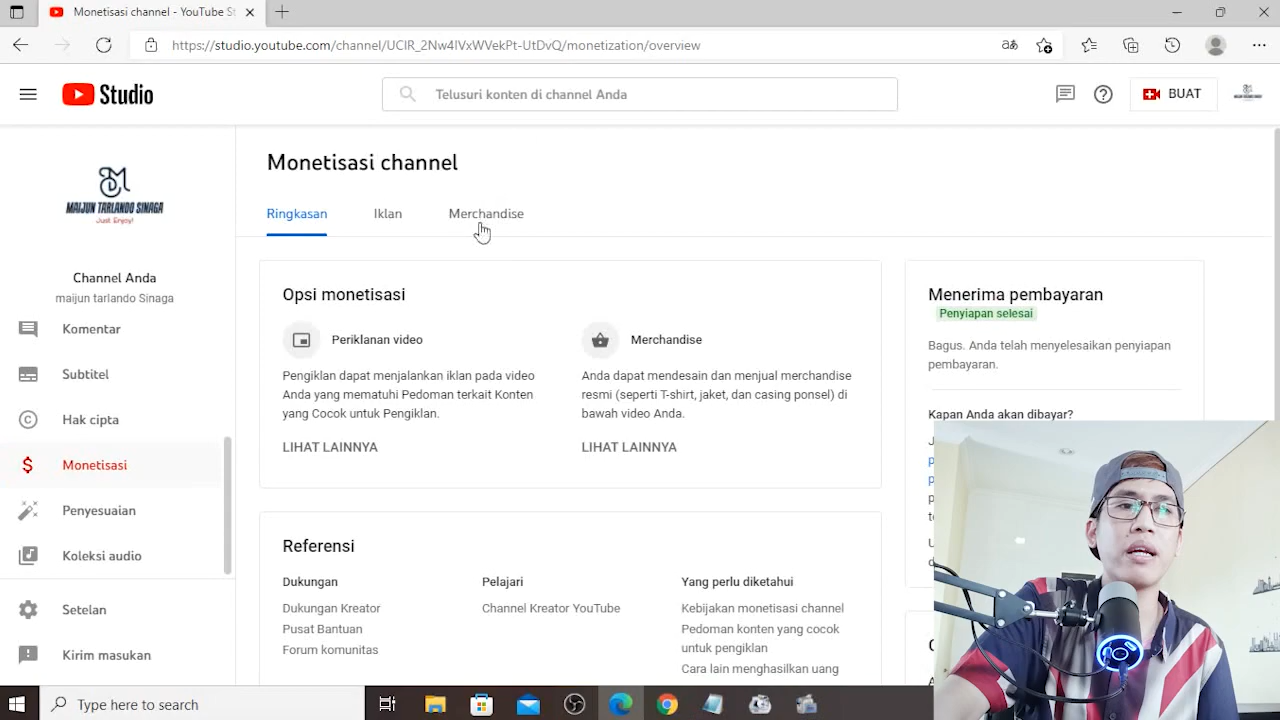 Monetisasi channel - YouTube St
https://studio.youtube.com/channel/UCIR_2Nw4IVxWVekPt-UtDvQ/monetization/overview
Studio
Telusuri konten di channel Anda
BUAT
MAIJUN TARLANDO SINAGA
Just Enjoy!
Channel Anda
maijun tarlando Sinaga
Komentar
Subtitel
Hak cipta
Monetisasi
Penyesuaian
Koleksi audio
Setelan
Kirim masukan
Monetisasi channel
Ringkasan
Iklan
Merchandise
Opsi monetisasi
Periklanan video
Pengiklan dapat menjalankan iklan pada video
Anda yang mematuhi Pedoman terkait Konten
yang Cocok untuk Pengiklan.
LIHAT LAINNYA
Merchandise
Anda dapat mendesain dan menjual merchandise
resmi (seperti T-shirt, jaket, dan casing ponsel) di
bawah video Anda.
LIHAT LAINNYA
Referensi
Dukungan
Dukungan Kreator
Pusat Bantuan
Forum komunitas
Pelajari
Channel Kreator YouTube
Yang perlu diketahui
Kebijakan monetisasi channel
Pedoman konten yang cocok
untuk pengiklan
Cara lain menghasilkan uang
Menerima pembayaran
Penyiapan selesai
Bagus. Anda telah menyelesaikan penyiapan
pembayaran.
Kapan Anda akan dibayar?
Type here to search